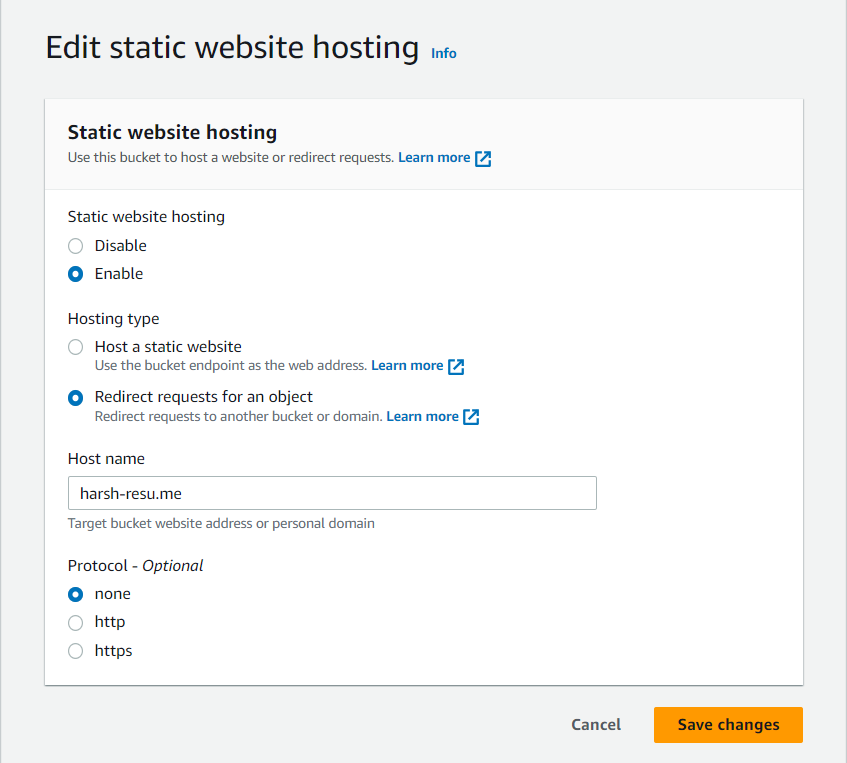 Edit static website hosting Info
Static website hosting
Use this bucket to host a website or redirect requests. Learn more
Static website hosting
Disable
Enable
Hosting type
Host a static website
Use the bucket endpoint as the web address. Learn more
Redirect requests for an object
Redirect requests to another bucket or domain. Learn more
Host name
harsh-resu.me
Target bucket website address or personal domain
Protocol - Optional
none
http
https
Cancel Save changes